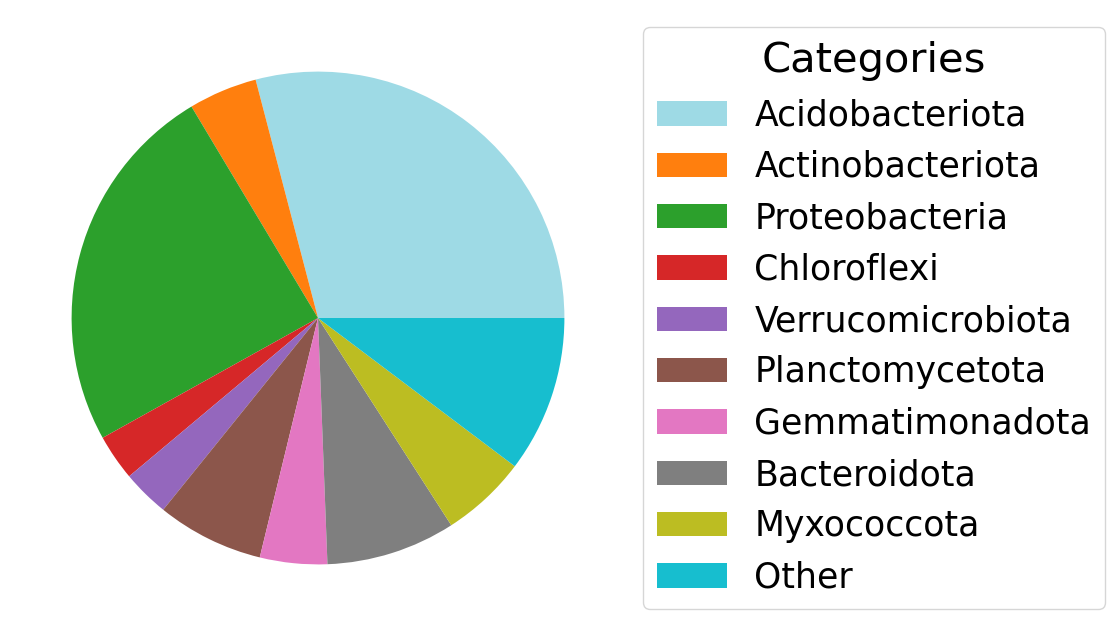 Categories
Acidobacteriota
Actinobacteriota
Proteobacteria
Chloroflexi
Verrucomicrobiota
Planctomycetota
Gemmatimonadota
Bacteroidota
Myxococcota
Other